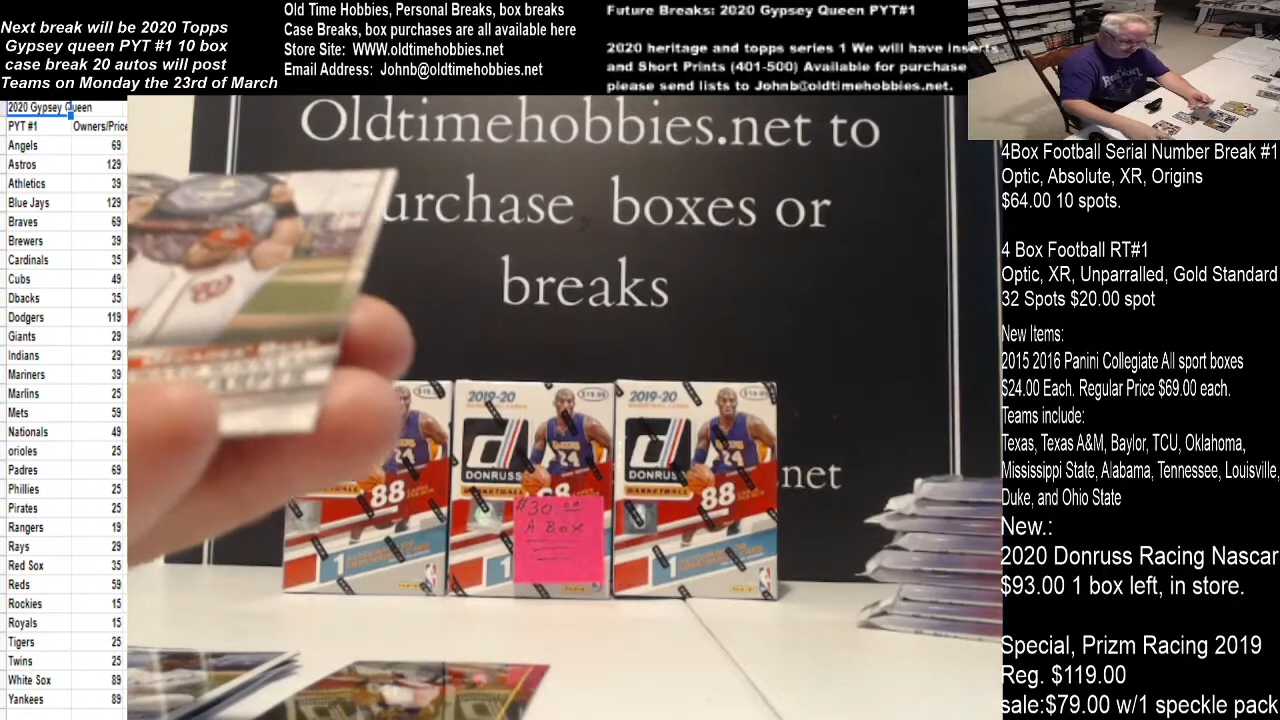 Next break will be 2020 Topps
Gypsey queen PYT #1 10 box
case break 20 autos will post
Teams on Monday the 23rd of March
Old Time Hobbies, Personal Breaks, box breaks
Case Breaks, box purchases are all available here
Store Site: WWW.oldtimehobbies.net
Email Address: Johnb@oldtimehobbies.net
Future Breaks: 2020 Gypsey Queen PYT#1
2020 heritage and topps series 1 We will have inserts
and Short Prints (401-500) Available for purchase
please send lists to Johnb@oldtimehobbies.net.
2020 Gypsey Queen
PYT #1 Owners/Price
Angels 69
Astros 129
Athletics 39
Blue Jays 129
Braves 69
Brewers 39
Cardinals 35
Cubs 49
Dbacks 35
Dodgers 119
Giants 29
Indians 29
Mariners 39
Marlins 25
Mets 59
Nationals 49
orioles 25
Padres 69
Phillies 25
Pirates 25
Rangers 19
Rays 29
Red Sox 35
Reds 59
Rockies 15
Royals 15
Tigers 25
Twins 25
White Sox 89
Yankees 89
Oldtimehobbies.net to
urchase boxes or
breaks
.net
2019-20
DONRUSS
BASKETBALL
24
88
1
2019-20
DONRUSS
BASKETBALL
24
88
88
#30.00
A Box
4Box Football Serial Number Break #1
Optic, Absolute, XR, Origins
$64.00 10 spots.
4 Box Football RT#1
Optic, XR, Unparralled, Gold Standard
32 Spots $20.00 spot
New Items:
2015 2016 Panini Collegiate All sport boxes
$24.00 Each. Regular Price $69.00 each.
Teams include:
Texas, Texas A&M, Baylor, TCU, Oklahoma,
Mississippi State, Alabama, Tennessee, Louisville,
Duke, and Ohio State
New.:
2020 Donruss Racing Nascar
$93.00 1 box left, in store.
Special, Prizm Racing 2019
Reg. $119.00
sale:$79.00 w/1 speckle pack